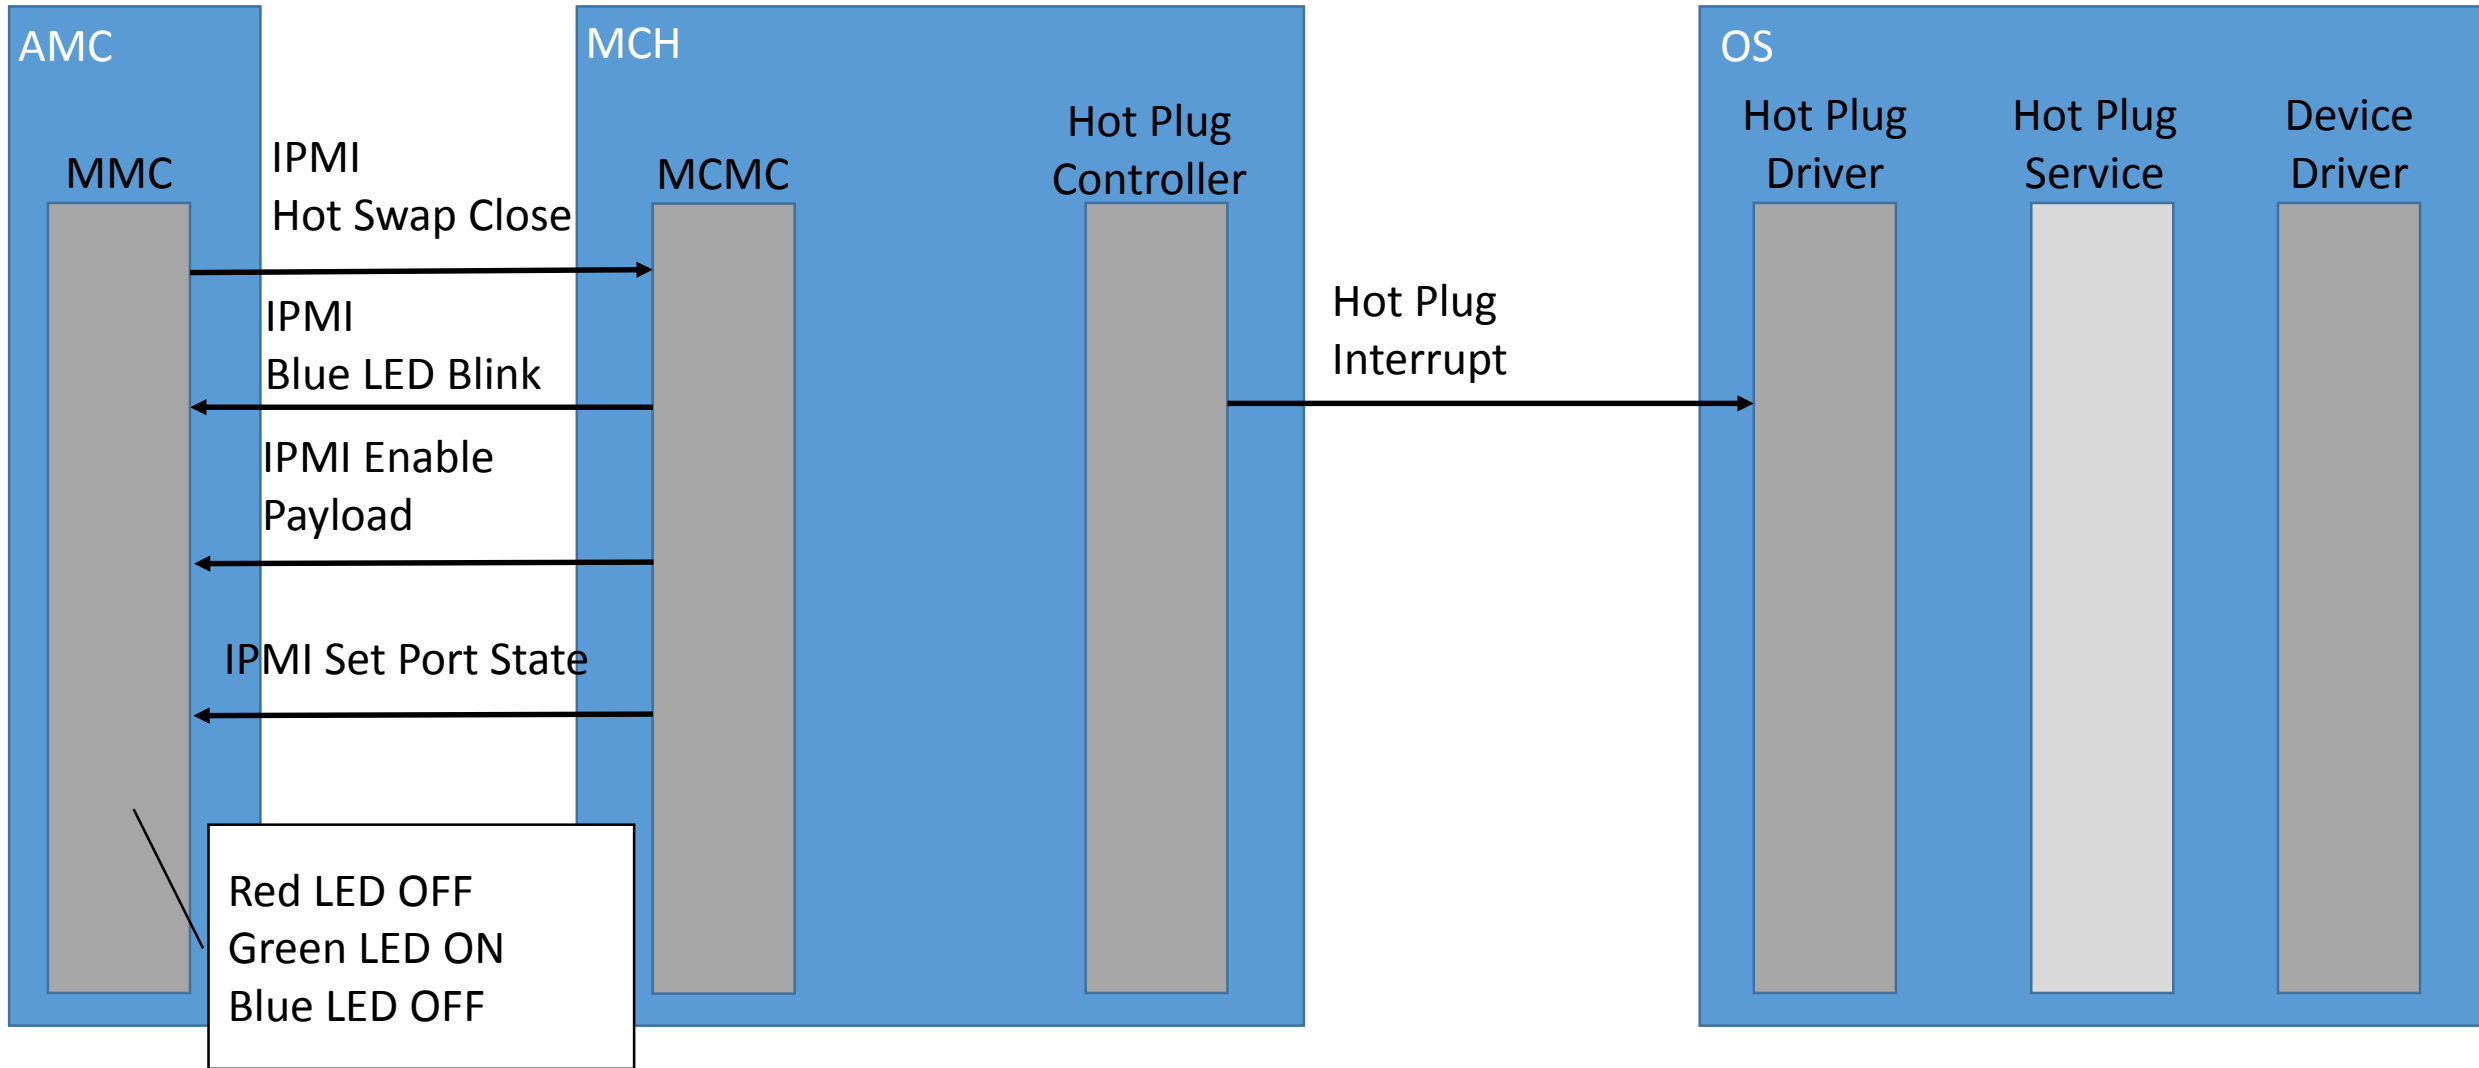 AMC
MCH
OS
MMC
IPMI
Hot Swap Close
MCMC
Hot Plug
Controller
Hot Plug
Driver
Hot Plug
Service
Device
Driver
IPMI
Blue LED Blink
Hot Plug
Interrupt
IPMI Enable
Payload
IPMI Set Port State
Red LED OFF
Green LED ON
Blue LED OFF